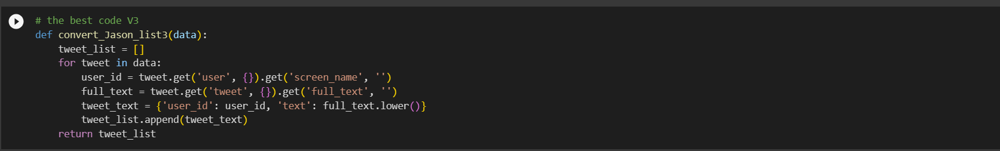 # the best code V3
def convert_Jason_list3(data):
    tweet_list = []
    for tweet in data:
        user_id = tweet.get('user', {}).get('screen_name', '')
        full_text = tweet.get('tweet', {}).get('full_text', '')
        tweet_text = {'user_id': user_id, 'text': full_text.lower()}
        tweet_list.append(tweet_text)
    return tweet_list